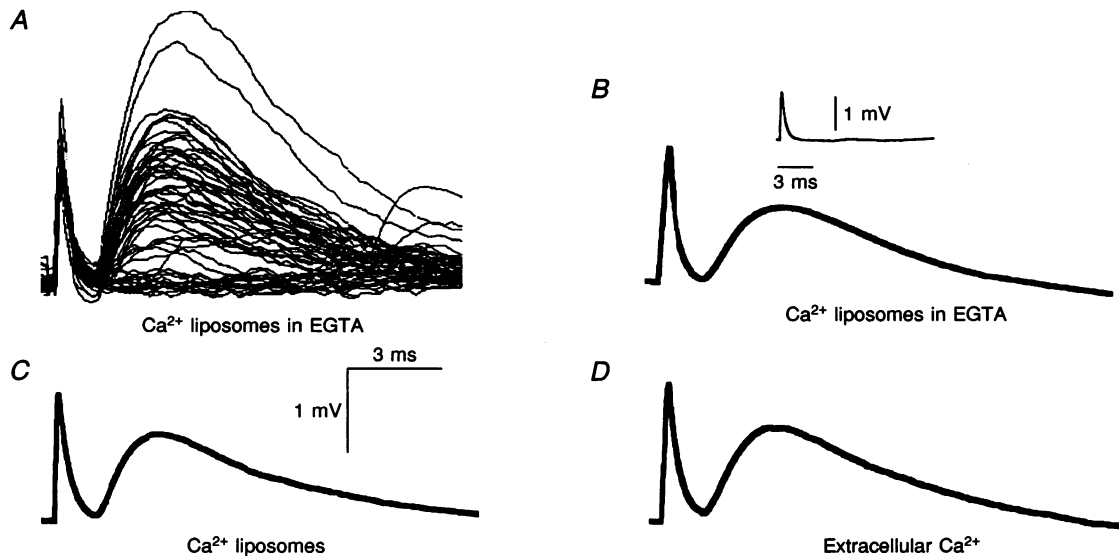 A
Ca²⁺ liposomes in EGTA
B
1 mV
3 ms
Ca²⁺ liposomes in EGTA
C
3 ms
1 mV
Ca²⁺ liposomes
D
Extracellular Ca²⁺